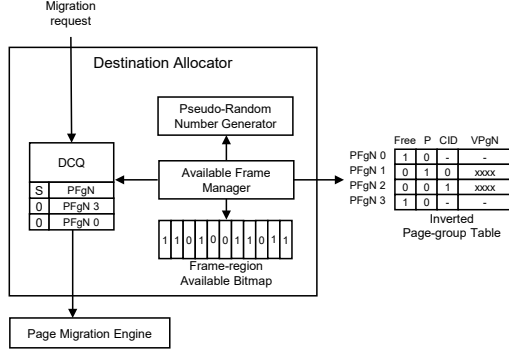 Migration
request
Destination Allocator
Pseudo-Random
Number Generator
DCQ
S PFgN
0 PFgN 3
0 PFgN 0
Available Frame
Manager
1 1 0 1 0 0 1 1 0 1 1
Frame-region
Available Bitmap
Page Migration Engine
Free P CID VPgN
PFgN 0 1 0 - -
PFgN 1 0 1 0 xxxx
PFgN 2 0 0 1 xxxx
PFgN 3 1 0 - -
Inverted
Page-group Table